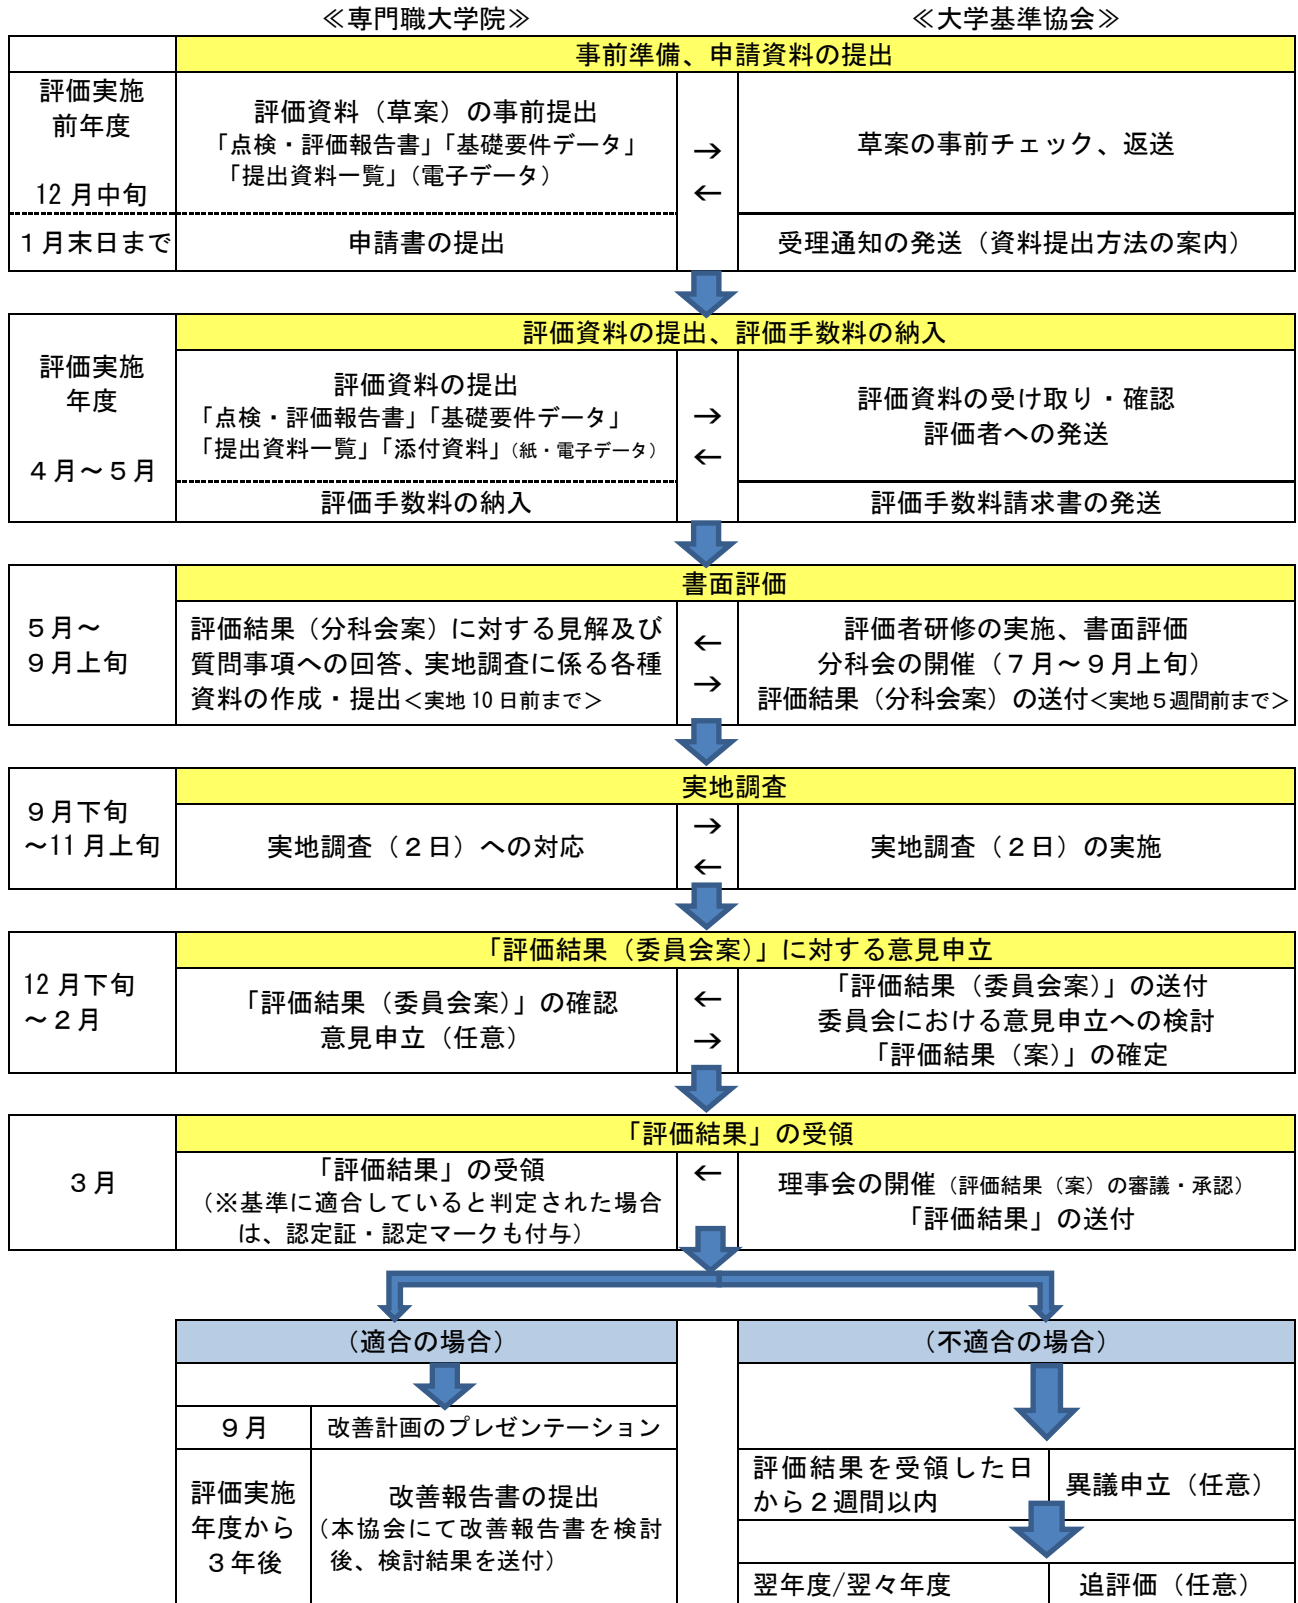 ≪専門職大学院≫
≪大学基準協会≫
事前準備、申請資料の提出
評価実施
前年度
12月中旬
評価資料（草案）の事前提出
「点検・評価報告書」「基礎要件データ」
「提出資料一覧」（電子データ）
→
←
草案の事前チェック、返送
１月末日まで
申請書の提出
受理通知の発送（資料提出方法の案内）
評価資料の提出、評価手数料の納入
評価実施
年度
４月～５月
評価資料の提出
「点検・評価報告書」「基礎要件データ」
「提出資料一覧」「添付資料」（紙・電子データ）
→
←
評価資料の受け取り・確認
評価者への発送
評価手数料の納入
評価手数料請求書の発送
書面評価
５月～
９月上旬
評価結果（分科会案）に対する見解及び
質問事項への回答、実地調査に係る各種
資料の作成・提出＜実地10日前まで＞
←
→
評価者研修の実施、書面評価
分科会の開催（７月～９月上旬）
評価結果（分科会案）の送付＜実地５週間前まで＞
実地調査
９月下旬
～11月上旬
実地調査（２日）への対応
→
←
実地調査（２日）の実施
「評価結果（委員会案）」に対する意見申立
12月下旬
～２月
「評価結果（委員会案）」の確認
意見申立（任意）
←
→
「評価結果（委員会案）」の送付
委員会における意見申立への検討
「評価結果（案）」の確定
「評価結果」の受領
３月
「評価結果」の受領
（※基準に適合していると判定された場合
は、認定証・認定マークも付与）
←
理事会の開催（評価結果（案）の審議・承認）
「評価結果」の送付
（適合の場合）
９月
改善計画のプレゼンテーション
評価実施
年度から
３年後
改善報告書の提出
（本協会にて改善報告書を検討
後、検討結果を送付）
（不適合の場合）
評価結果を受領した日
から２週間以内
異議申立（任意）
翌年度/翌々年度
追評価（任意）